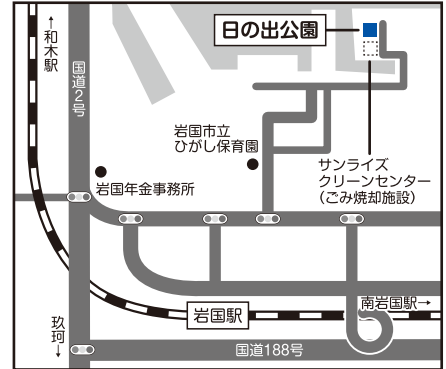 ←和木駅
国道2号
日の出公園
岩国市立
ひがし保育園
サンライズ
クリーンセンター
（ごみ焼却施設）
岩国年金事務所
南岩国駅→
岩国駅
玖珂→
国道188号